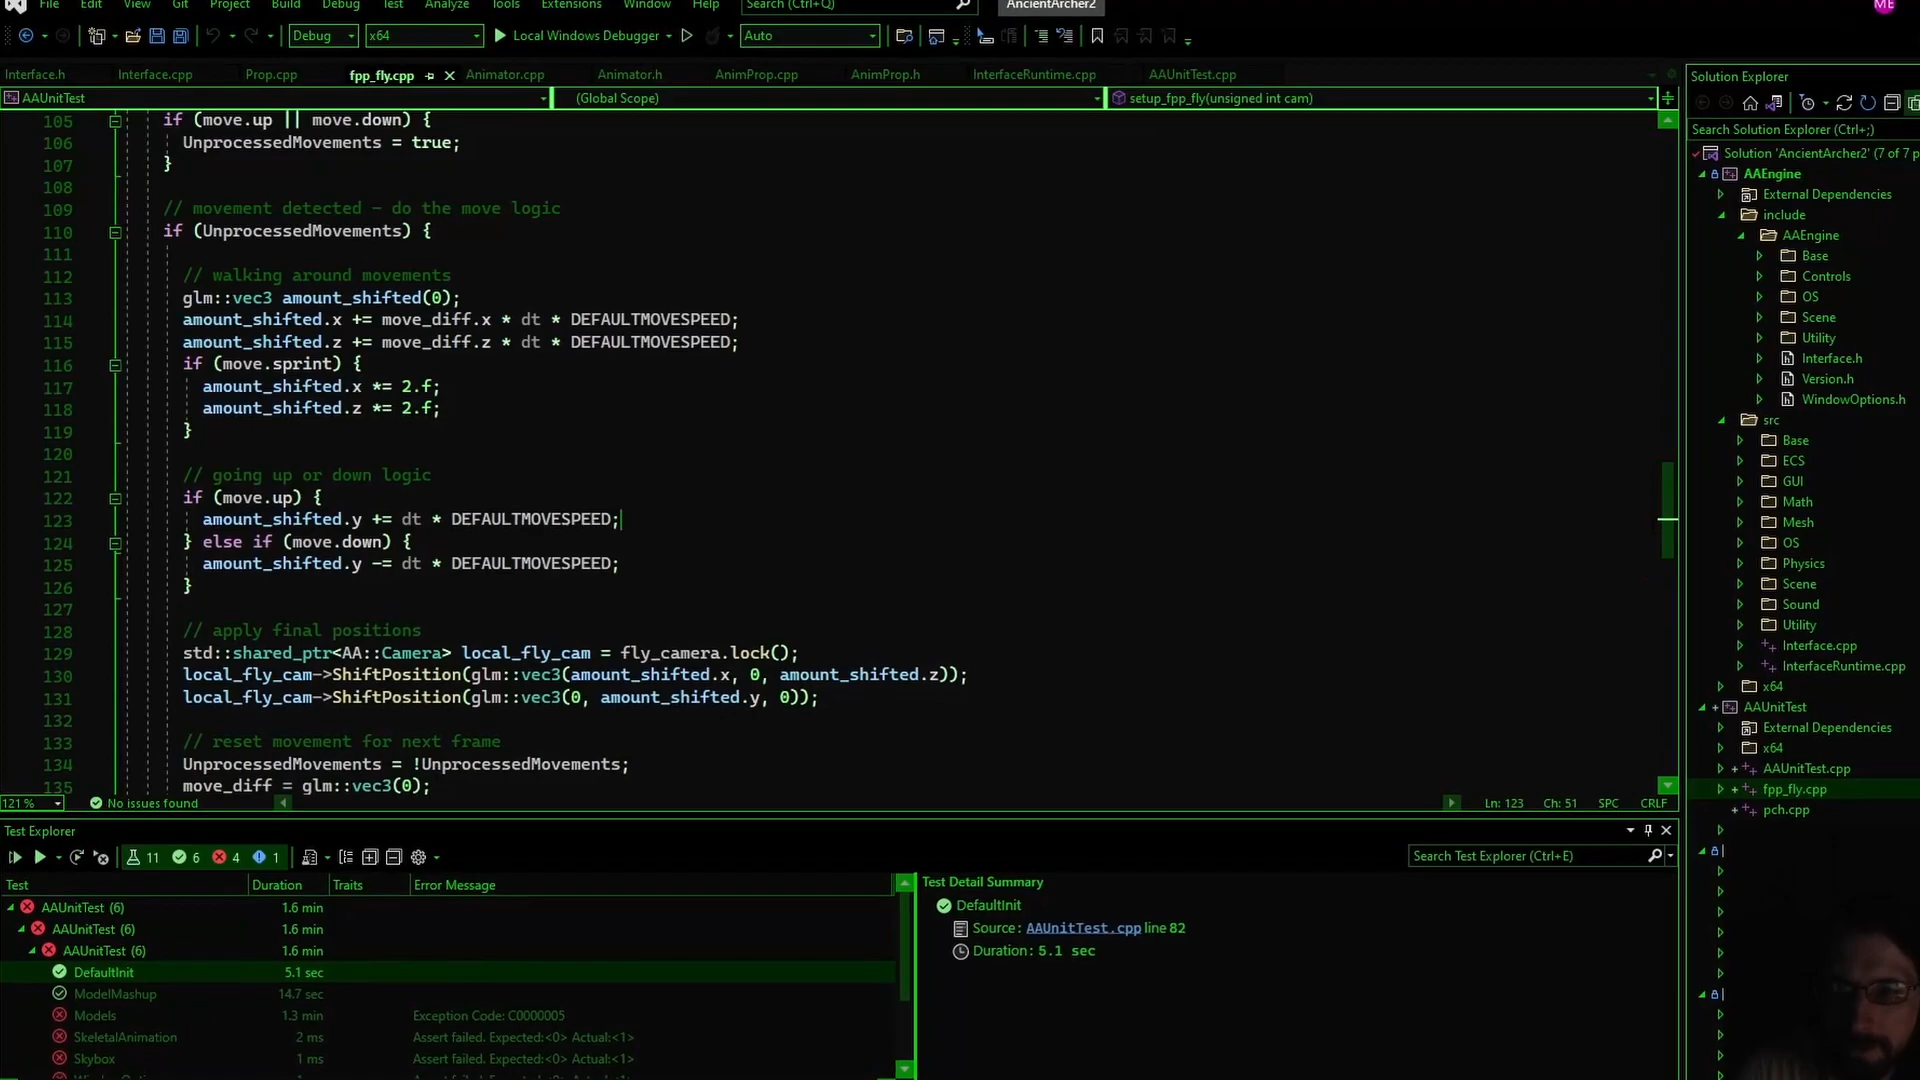 File Edit View Git Project Build Debug Test Analyze Tools Extensions Window Help Search (Ctrl+Q) AncientArcher2 ME
Debug x64 Local Windows Debugger Auto
Interface.h Interface.cpp Prop.cpp fpp_fly.cpp Animator.cpp Animator.h AnimProp.cpp AnimProp.h InterfaceRuntime.cpp AAUnitTest.cpp
AAUnitTest (Global Scope) setup_fpp_fly(unsigned int cam)
105 if (move.up || move.down) {
106 UnprocessedMovements = true;
107 }
108
109 // movement detected - do the move logic
110 if (UnprocessedMovements) {
111
112 // walking around movements
113 glm::vec3 amount_shifted(0);
114 amount_shifted.x += move_diff.x * dt * DEFAULTMOVESPEED;
115 amount_shifted.z += move_diff.z * dt * DEFAULTMOVESPEED;
116 if (move.sprint) {
117 amount_shifted.x *= 2.f;
118 amount_shifted.z *= 2.f;
119 }
120
121 // going up or down logic
122 if (move.up) {
123 amount_shifted.y += dt * DEFAULTMOVESPEED;
124 } else if (move.down) {
125 amount_shifted.y -= dt * DEFAULTMOVESPEED;
126 }
127
128 // apply final positions
129 std::shared_ptr<AA::Camera> local_fly_cam = fly_camera.lock();
130 local_fly_cam->ShiftPosition(glm::vec3(amount_shifted.x, 0, amount_shifted.z));
131 local_fly_cam->ShiftPosition(glm::vec3(0, amount_shifted.y, 0));
132
133 // reset movement for next frame
134 UnprocessedMovements = !UnprocessedMovements;
135 move_diff = glm::vec3(0);
121 % No issues found Ln: 123 Ch: 51 SPC CRLF
Test Explorer
11 6 4 1 Search Test Explorer (Ctrl+E)
Test Duration Traits Error Message
AAUnitTest (6) 1.6 min
AAUnitTest (6) 1.6 min
AAUnitTest (6) 1.6 min
DefaultInit 5.1 sec
ModelMashup 14.7 sec
Models 1.3 min Exception Code: C0000005
SkeletalAnimation 2 ms Assert failed. Expected:<0> Actual:<1>
Skybox 1 ms Assert failed. Expected:<0> Actual:<1>
Test Detail Summary
DefaultInit
Source: AAUnitTest.cpp line 82
Duration: 5.1 sec
Solution Explorer
Search Solution Explorer (Ctrl+;)
Solution 'AncientArcher2' (7 of 7 p
AAEngine
External Dependencies
include
AAEngine
Base
Controls
OS
Scene
Utility
Interface.h
Version.h
WindowOptions.h
src
Base
ECS
GUI
Math
Mesh
OS
Physics
Scene
Sound
Utility
Interface.cpp
InterfaceRuntime.cpp
x64
AAUnitTest
External Dependencies
x64
AAUnitTest.cpp
fpp_fly.cpp
pch.cpp